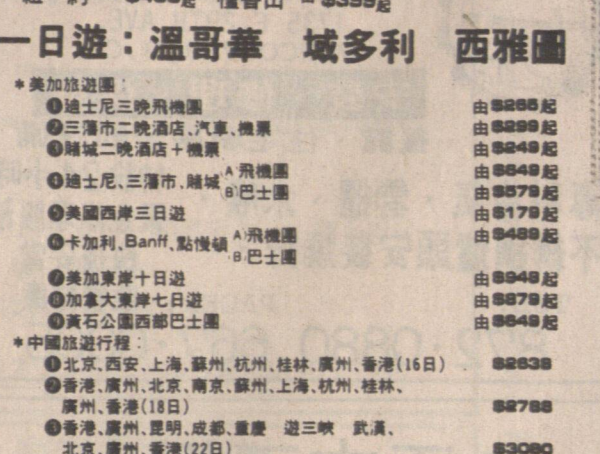 一日遊：溫哥華　域多利　西雅圖
*美加旅遊團：
❶廸士尼三晚飛機團 由$265起
❷三藩市二晚酒店、汽車、機票 由$299起
❸賭城二晚酒店＋機票 由$249起
❹廸士尼、三藩市、賭城 A)飛機團 由$649起
B)巴士團 由$579起
❺美國西岸三日遊 由$179起
❻卡加利、Banff、點慢頓 A)飛機團 由$489起
B)巴士團
❼美加東岸十日遊 由$948起
❽加拿大東岸七日遊 由$879起
❾黃石公園西部巴士團 由$649起
*中國旅遊行程：
❶北京、西安、上海、蘇州、杭州、桂林、廣州、香港(16日) $2638
❷香港、廣州、北京、南京、蘇州、上海、杭州、桂林、
廣州、香港(18日) $2788
❸香港、廣州、昆明、成都、重慶　遊三峽　武漢、
北京、廣州、香港(22日) $3080